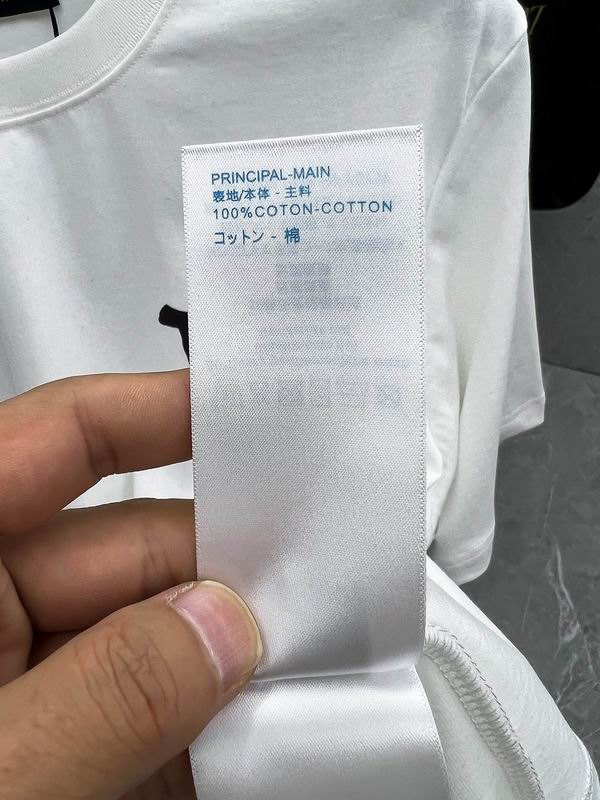 PRINCIPAL-MAIN
表地/本体 - 主料
100%COTON-COTTON
コットン - 棉